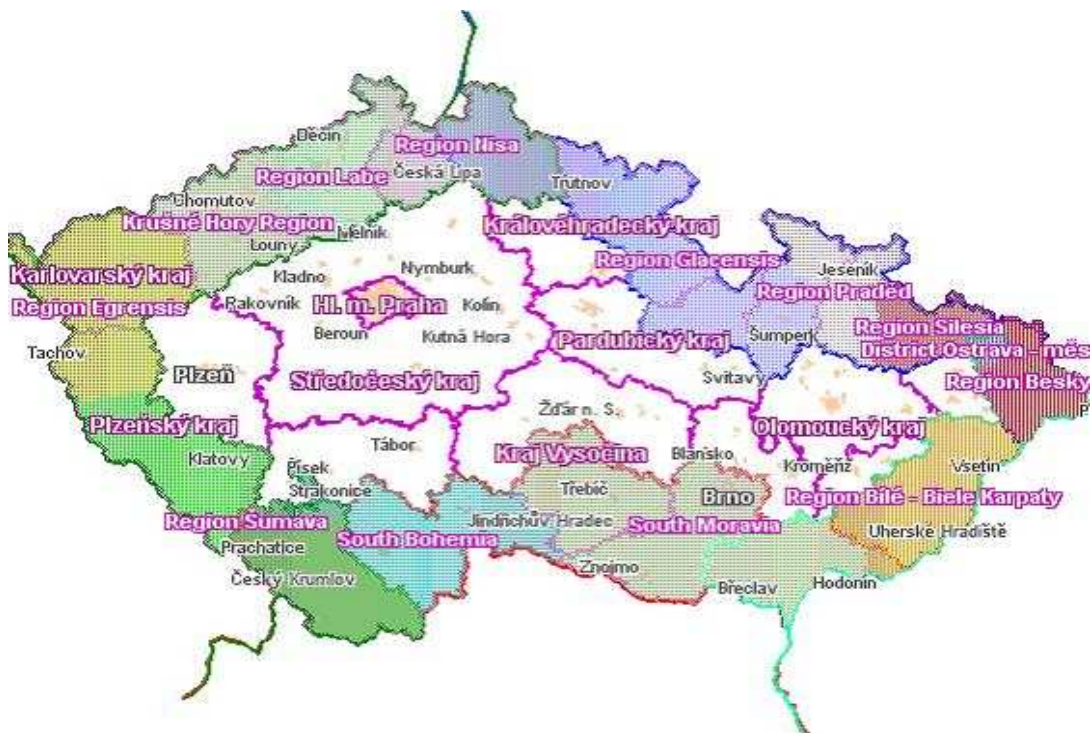 Děčín
Region Nisa
Region Labe
Česká Lípa
Trutnov
Chomutov
Krušné Hory Region
Královéhradecký kraj
Mělník
Louny
Region Glacensis
Jeseník
Karlovarský kraj
Kladno
Nymburk
Region Praděd
Region Egrensis
Rakovník
Hl. m. Praha
Kolín
Beroun
Kutná Hora
Pardubický kraj
Šumperk
Region Silesia
District Ostrava - měs
Tachov
Plzeň
Středočeský kraj
Svitavy
Region Besky
Žďár n. S.
Plzeňský kraj
Tábor
Olomoucký kraj
Klatovy
Kraj Vysočina
Blansko
Písek
Kroměříž
Vsetín
Strakonice
Třebíč
Brno
Region Bílé - Biele Karpaty
Region Šumava
Jindřichův Hradec
South Moravia
South Bohemia
Uherské Hradiště
Prachatice
Český Krumlov
Znojmo
Břeclav
Hodonín